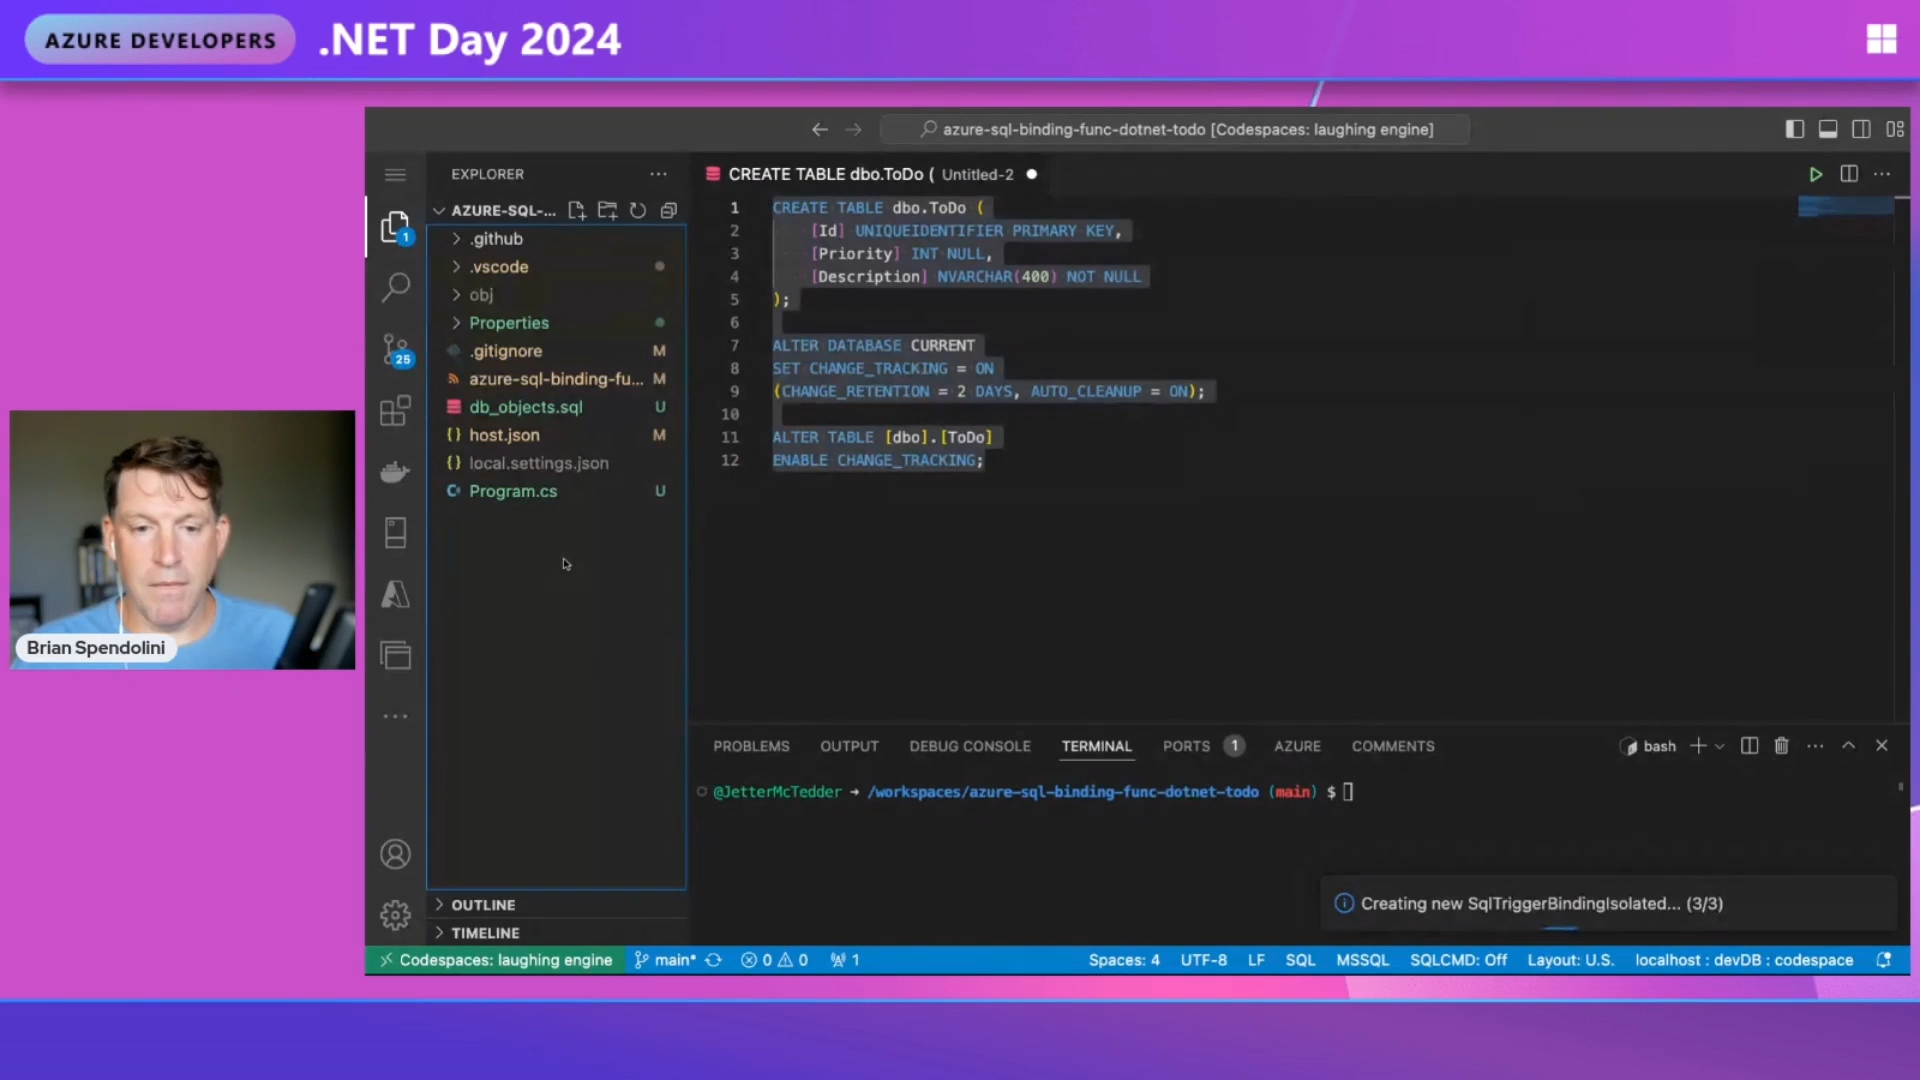 AZURE DEVELOPERS .NET Day 2024
azure-sql-binding-func-dotnet-todo [Codespaces: laughing engine]
EXPLORER
AZURE-SQL-...
.github
.vscode
obj
Properties
.gitignore M
azure-sql-binding-fu... M
db_objects.sql U
host.json M
local.settings.json
Program.cs U
OUTLINE
TIMELINE
1
25
CREATE TABLE dbo.ToDo ( Untitled-2
1 CREATE TABLE dbo.ToDo (
2 [Id] UNIQUEIDENTIFIER PRIMARY KEY,
3 [Priority] INT NULL,
4 [Description] NVARCHAR(400) NOT NULL
5 );
6
7 ALTER DATABASE CURRENT
8 SET CHANGE_TRACKING = ON
9 (CHANGE_RETENTION = 2 DAYS, AUTO_CLEANUP = ON);
10
11 ALTER TABLE [dbo].[ToDo]
12 ENABLE CHANGE_TRACKING;
Brian Spendolini
PROBLEMS OUTPUT DEBUG CONSOLE TERMINAL PORTS 1 AZURE COMMENTS bash
@JetterMcTedder → /workspaces/azure-sql-binding-func-dotnet-todo (main) $
Creating new SqlTriggerBindingIsolated... (3/3)
Codespaces: laughing engine main* 0 0 1 Spaces: 4 UTF-8 LF SQL MSSQL SQLCMD: Off Layout: U.S. localhost : devDB : codespace